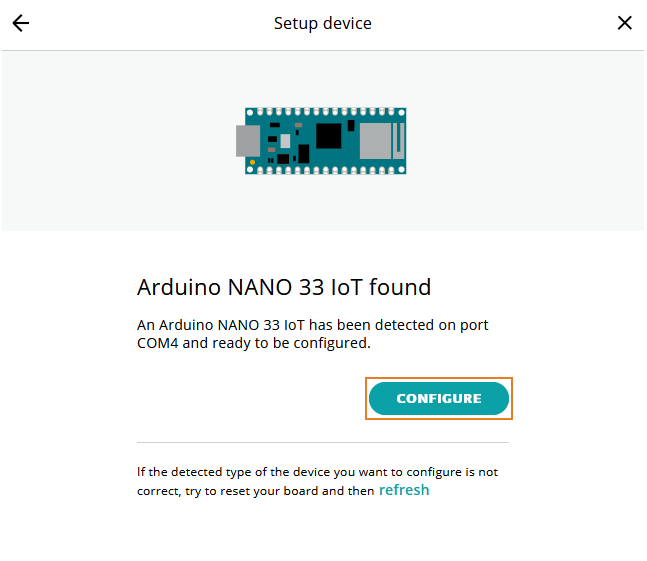 Setup device
Arduino NANO 33 IoT found
An Arduino NANO 33 IoT has been detected on port
COM4 and ready to be configured.
CONFIGURE
If the detected type of the device you want to configure is not
correct, try to reset your board and then refresh